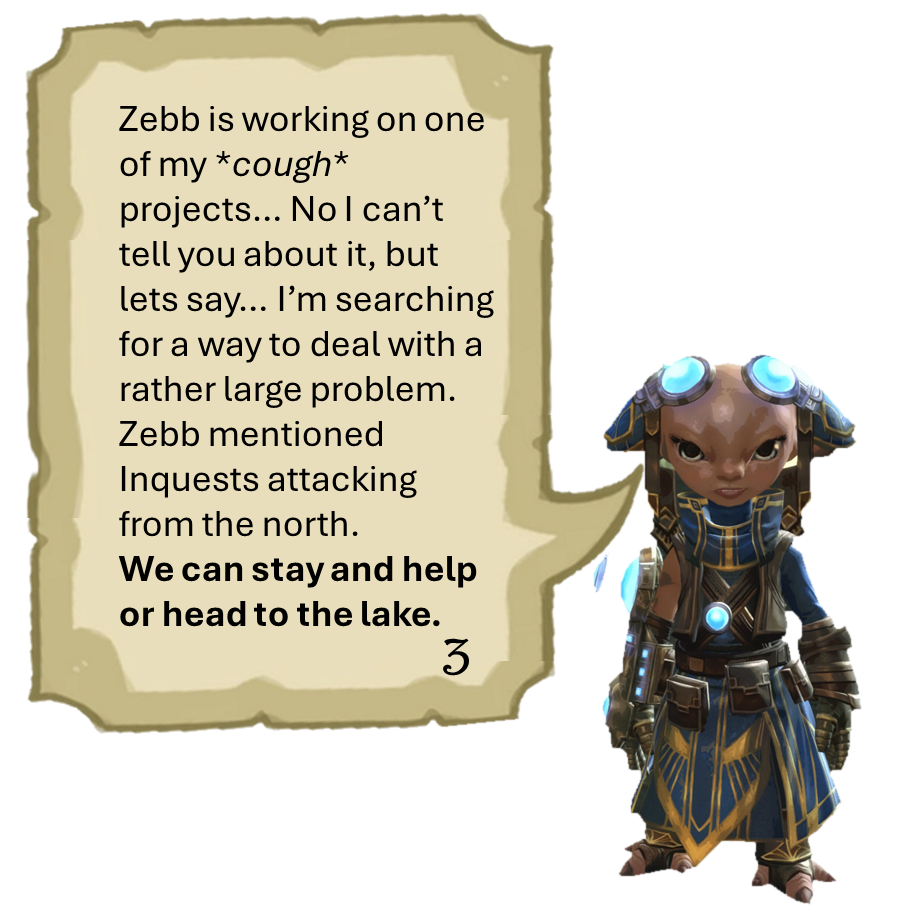 Zebb is working on one
of my *cough*
projects... No I can't
tell you about it, but
lets say... I'm searching
for a way to deal with a
rather large problem.
Zebb mentioned
Inquests attacking
from the north.
We can stay and help
or head to the lake.
3